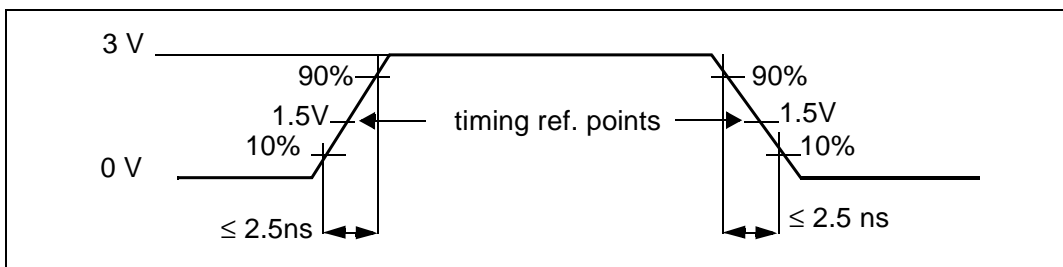 3 V
90%
90%
1.5V
timing ref. points
1.5V
10%
10%
0 V
≤ 2.5ns
≤ 2.5 ns